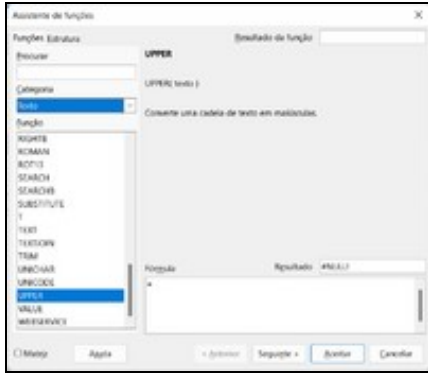 Assistente de funções
Funções Estrutura
Resultado da função
Procurar
UPPER
Categoria
UPPER( texto )
Texto
Função
Converte uma cadeia de texto em maiúsculas.
RIGHTB
ROMAN
ROT13
SEARCH
SEARCHB
SUBSTITUTE
T
TEXT
TEXTJOIN
TRIM
UNICHAR
UNICODE
UPPER
VALUE
WEBSERVICE
Fórmula
Resultado
=
Matriz
Ajuda
< Anterior
Seguinte >
Aceitar
Cancelar